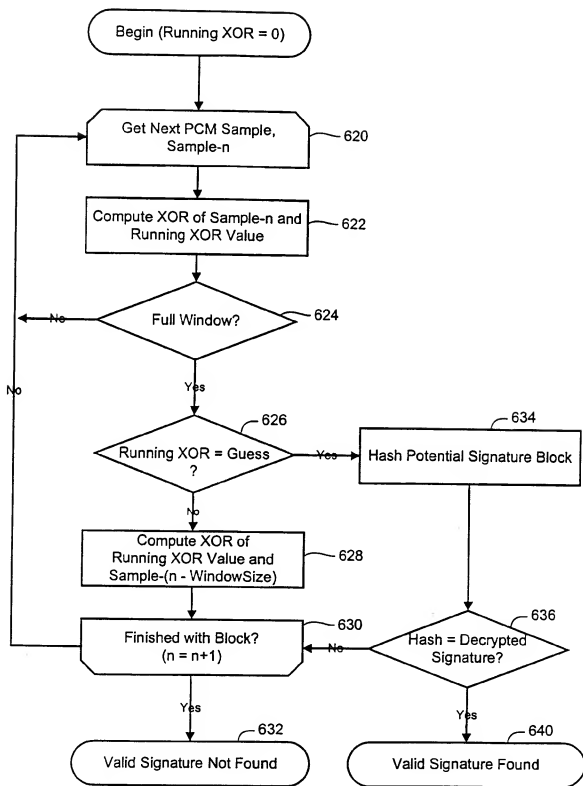 Begin (Running XOR = 0)
Get Next PCM Sample,
Sample-n
620
Compute XOR of Sample-n and
Running XOR Value
622
Full Window?
624
No
Yes
No
626
634
Running XOR = Guess
?
Yes
Hash Potential Signature Block
No
Compute XOR of
Running XOR Value and
Sample-(n - WindowSize)
628
630
636
Finished with Block?
(n = n+1)
No
Hash = Decrypted
Signature?
Yes
Yes
632
640
Valid Signature Not Found
Valid Signature Found